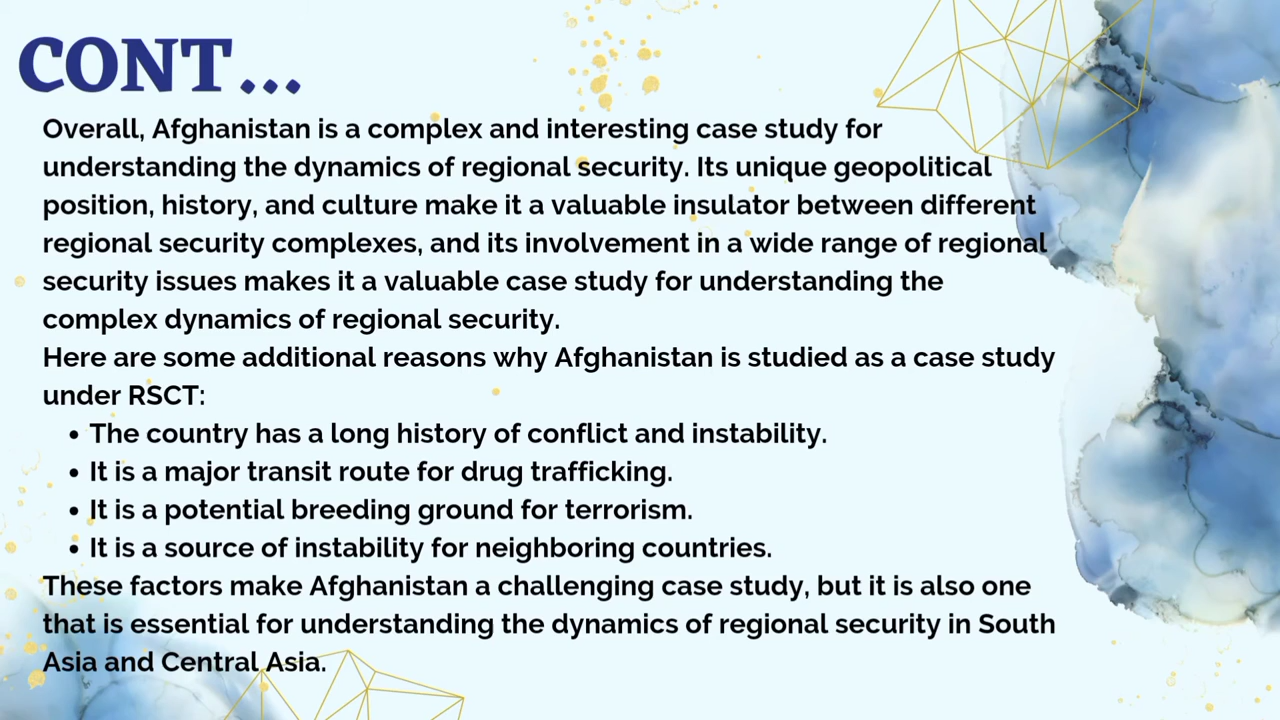 CONT...
Overall, Afghanistan is a complex and interesting case study for
understanding the dynamics of regional security. Its unique geopolitical
position, history, and culture make it a valuable insulator between different
regional security complexes, and its involvement in a wide range of regional
security issues makes it a valuable case study for understanding the
complex dynamics of regional security.
Here are some additional reasons why Afghanistan is studied as a case study
under RSCT:
• The country has a long history of conflict and instability.
• It is a major transit route for drug trafficking.
• It is a potential breeding ground for terrorism.
• It is a source of instability for neighboring countries.
These factors make Afghanistan a challenging case study, but it is also one
that is essential for understanding the dynamics of regional security in South
Asia and Central Asia.